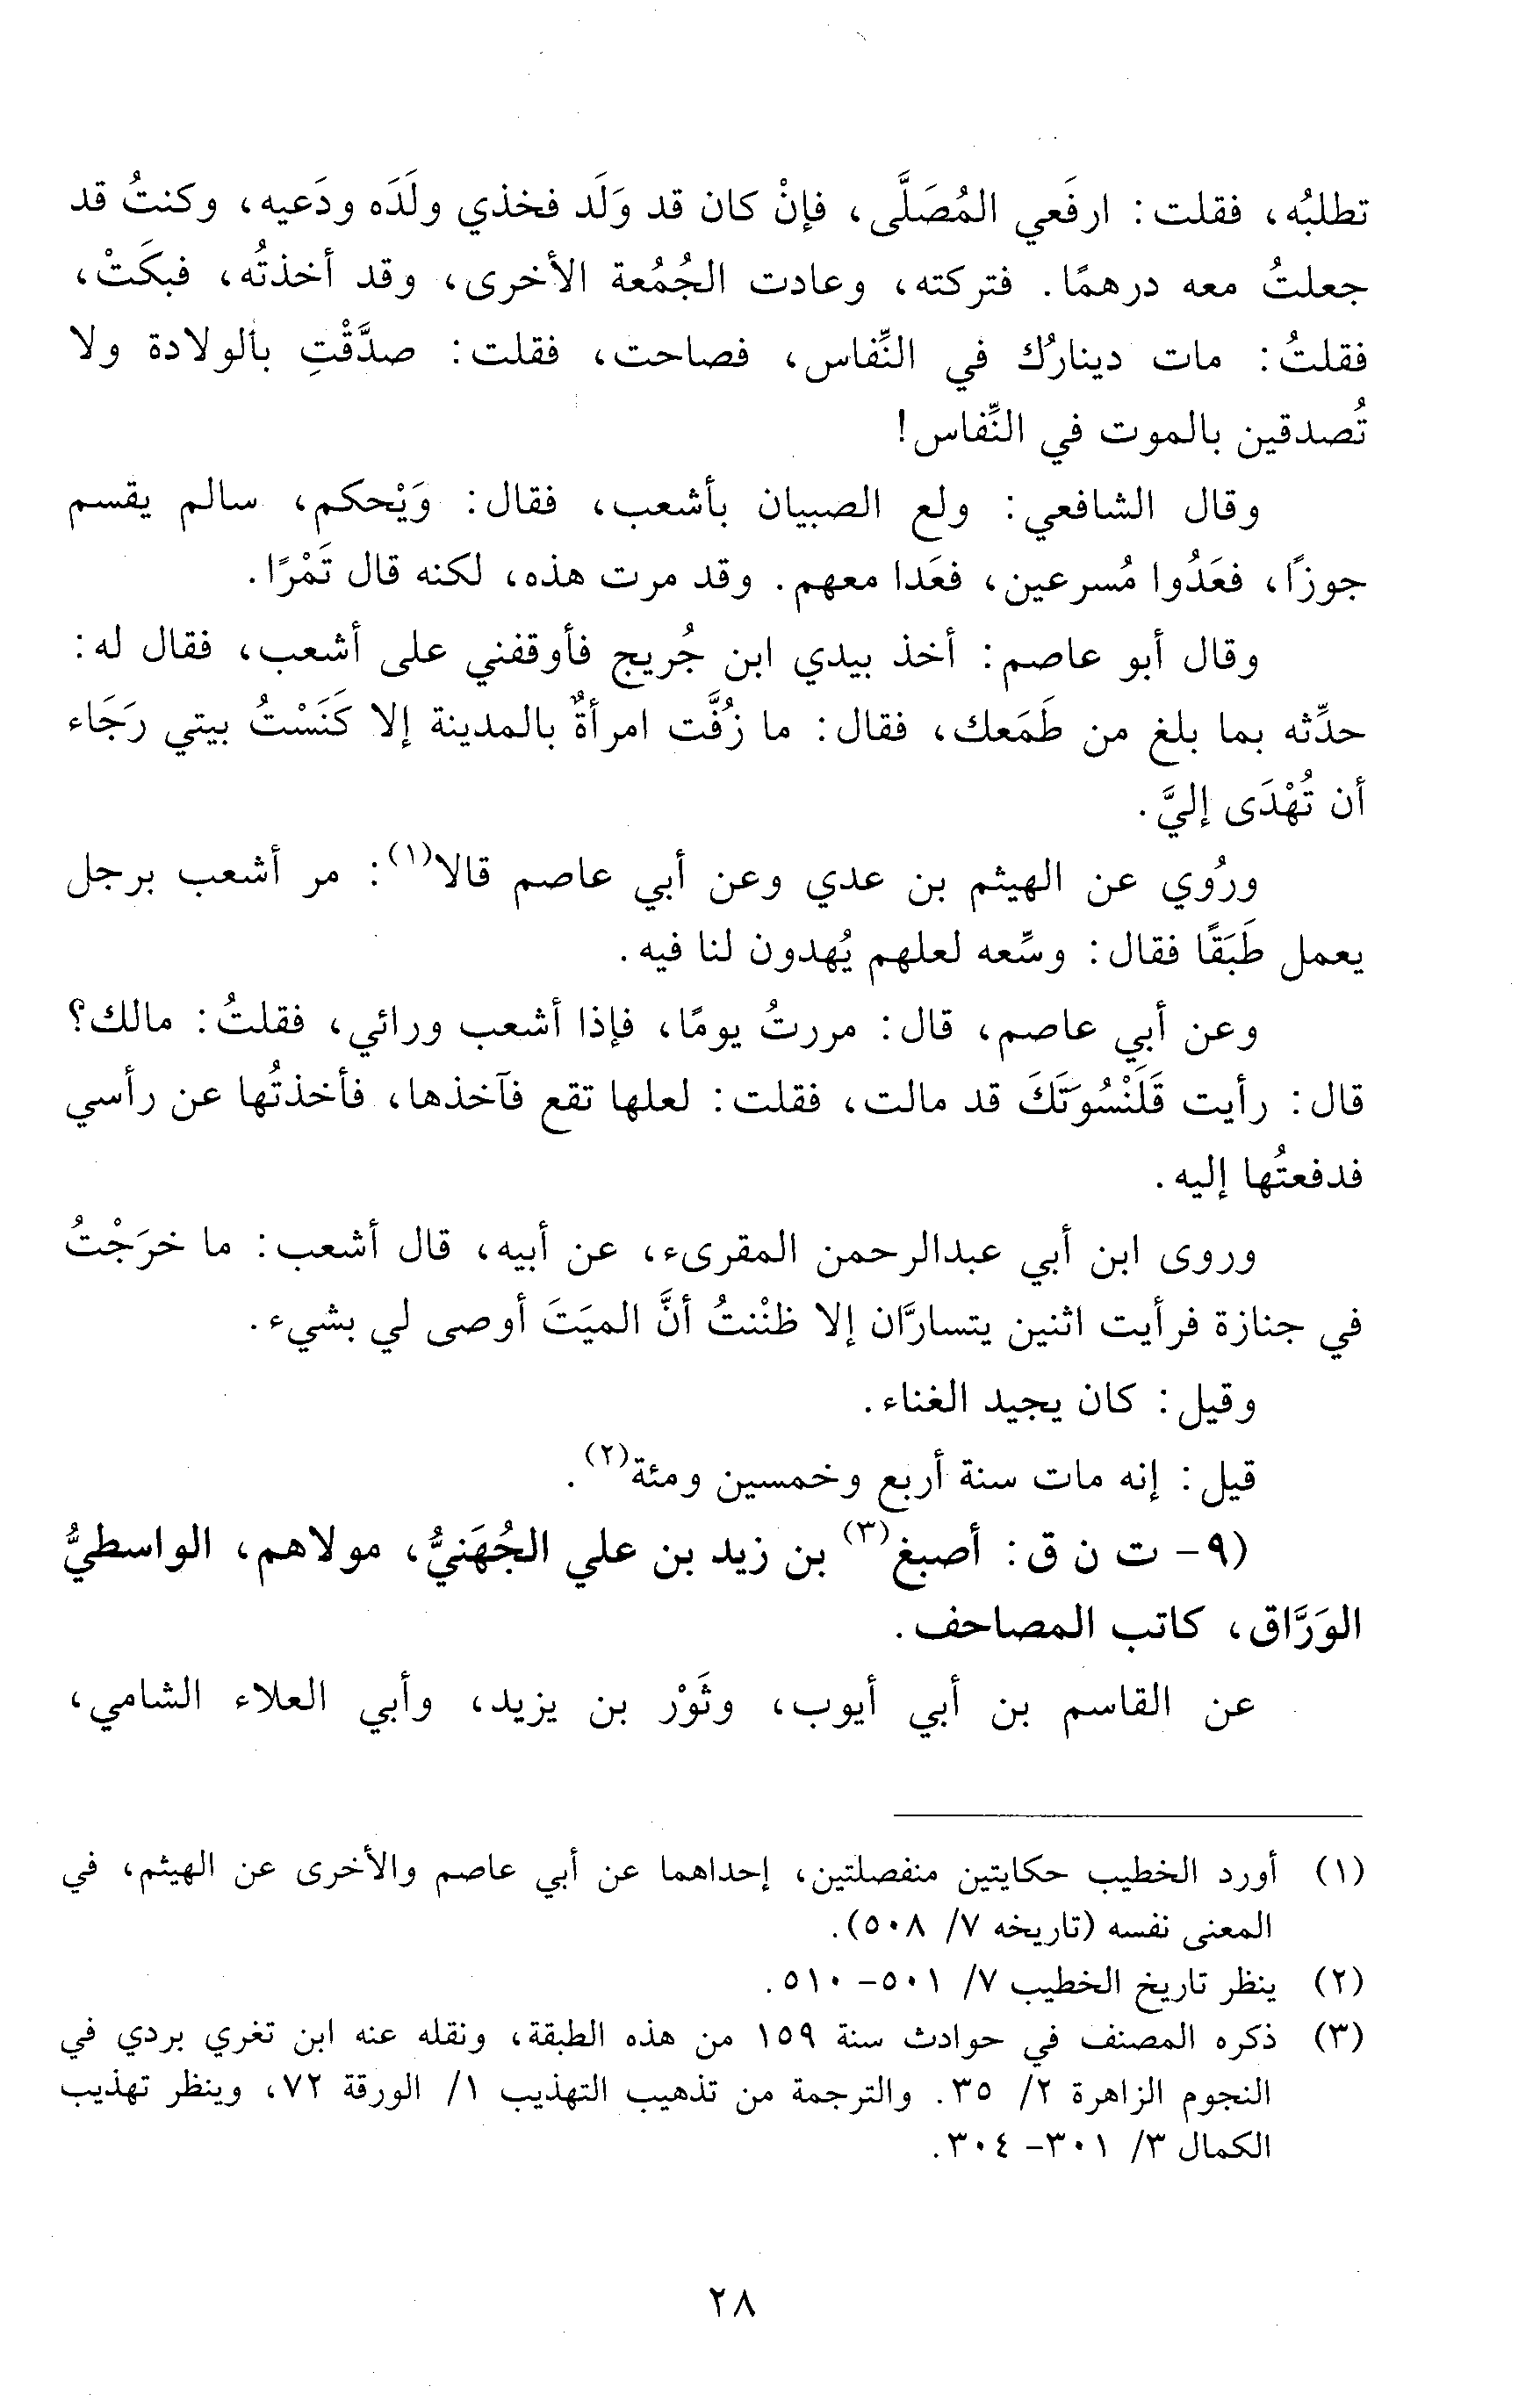 تطلبُه، فقلت: ارفَعي المُصَلَّى، فإنْ كان قد وَلَد فخذي ولَدَه ودَعيه، وكنتُ قد
جعلتُ معه درهمًا. فتركته، وعادت الجُمُعة الأخرى، وقد أخذتُه، فبكَتْ،
فقلتُ: مات دينارُك في النِّفاس، فصاحت، فقلت: صدَّقْتِ بألولادة ولا
تُصدقين بالموت في النِّفاس!
وقال الشافعي: ولع الصبيان بأشعب، فقال: وَيْحكم، سالم يقسم
جوزًا، فعَدُوا مُسرعين، فعَدا معهم. وقد مرت هذه، لكنه قال تَمْرًا.
وقال أبو عاصم: أخذ بيدي ابن جُريج فأوقفني على أشعب، فقال له:
حدِّثه بما بلغ من طَمَعك، فقال: ما زُفَّت امرأةٌ بالمدينة إلا كَنَسْتُ بيتي رَجَاء
أن تُهْدَى إليَّ.
ورُوي عن الهيثم بن عدي وعن أبي عاصم قالا(١): مر أشعب برجل
يعمل طَبَقًا فقال: وسِّعه لعلهم يُهدون لنا فيه.
وعن أبي عاصم، قال: مررتُ يومًا، فإذا أشعب ورائي، فقلتُ: مالك؟
قال: رأيت قَلَنْسُوَتَكَ قد مالت، فقلت: لعلها تقع فآخذها، فأخذتُها عن رأسي
فدفعتُها إليه.
وروى ابن أبي عبدالرحمن المقرىء، عن أبيه، قال أشعب: ما خرَجْتُ
في جنازة فرأيت اثنين يتسارَّان إلا ظنْنتُ أنَّ الميَتَ أوصى لي بشيء.
وقيل: كان يجيد الغناء.
قيل: إنه مات سنة أربع وخمسين ومئة(٢).
(٩- ت ن ق: أصبغ(٣) بن زيد بن علي الجُهَنيُّ، مولاهم، الواسطيُّ
الوَرَّاق، كاتب المصاحف.
عن القاسم بن أبي أيوب، وثَوْر بن يزيد، وأبي العلاء الشامي،
(١) أورد الخطيب حكايتين منفصلتين، إحداهما عن أبي عاصم والأخرى عن الهيثم، في
المعنى نفسه (تاريخه ٧/ ٥٠٨).
(٢) ينظر تاريخ الخطيب ٧/ ٥٠١- ٥١٠.
(٣) ذكره المصنف في حوادث سنة ١٥٩ من هذه الطبقة، ونقله عنه ابن تغري بردي في
النجوم الزاهرة ٢/ ٣٥. والترجمة من تذهيب التهذيب ١/ الورقة ٧٢، وينظر تهذيب
الكمال ٣/ ٣٠١- ٣٠٤.
٢٨